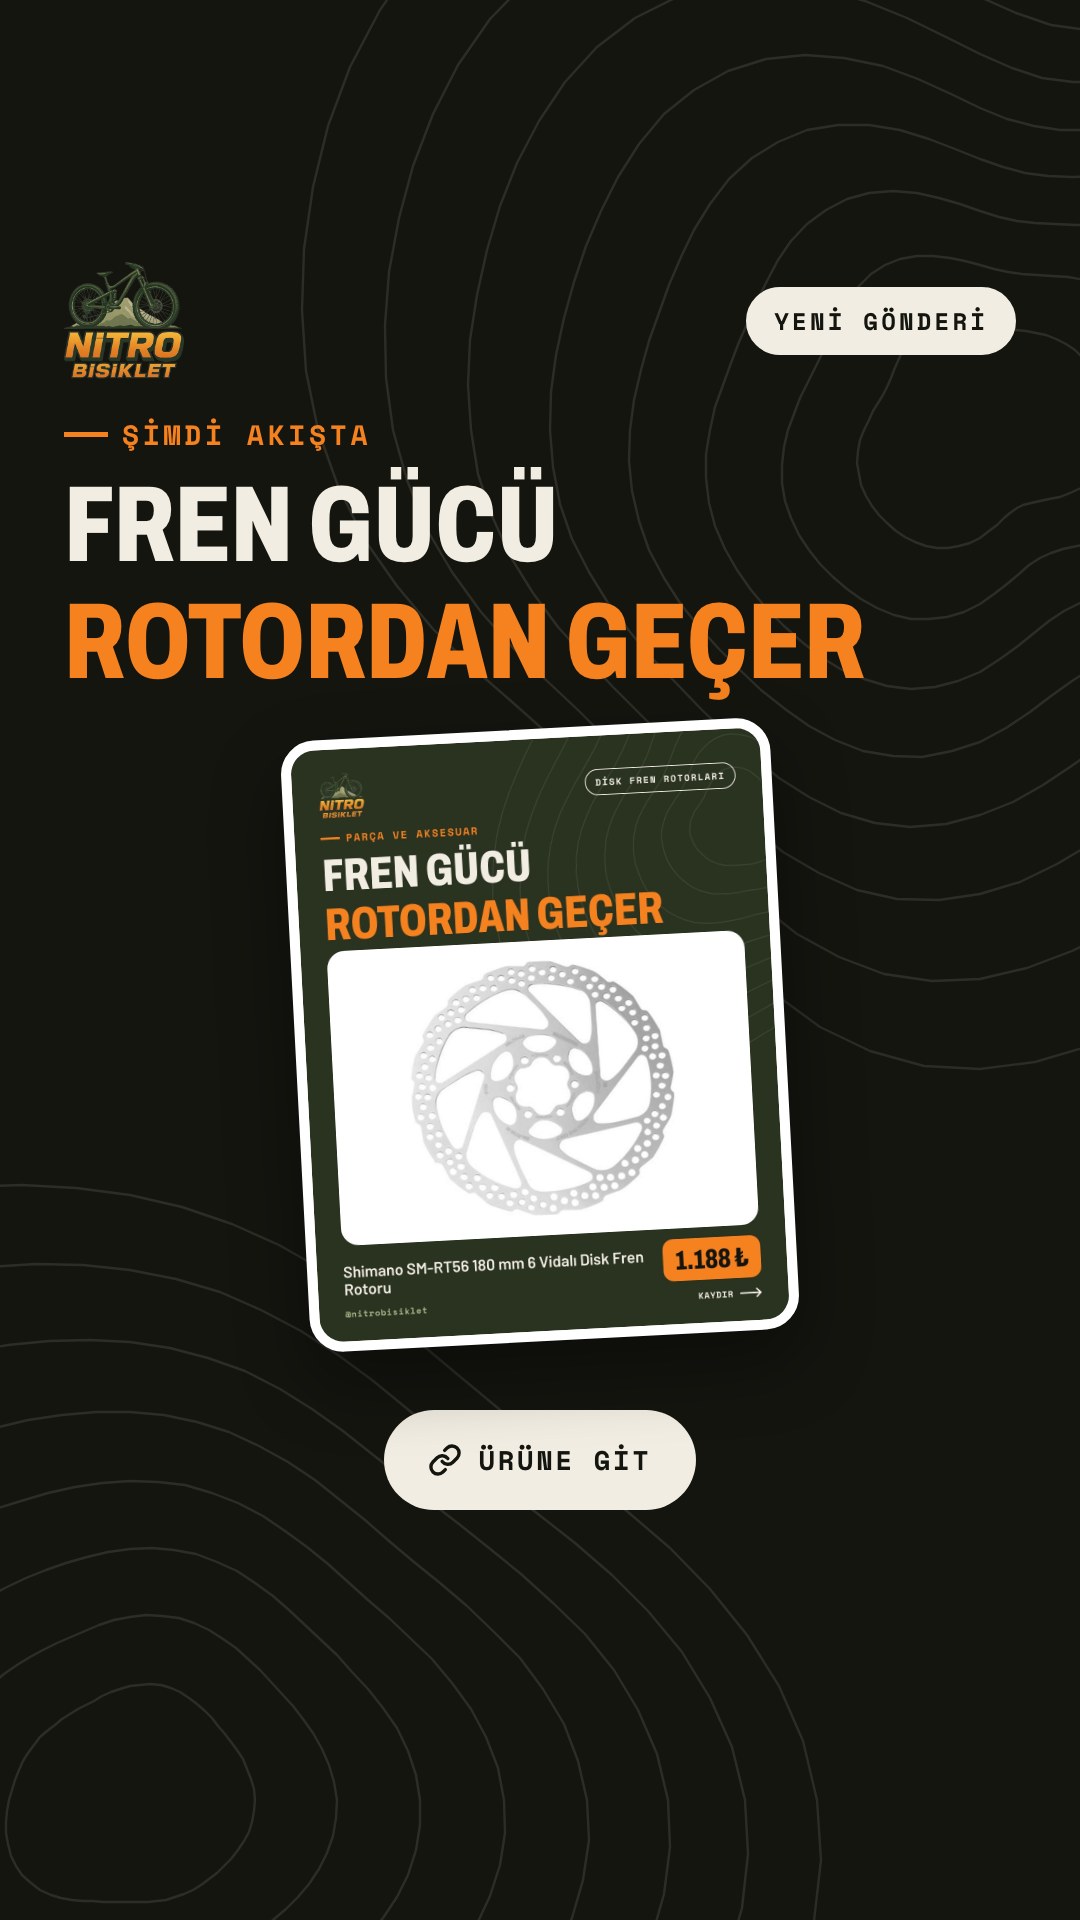 NiTRO
BiSiKLET
YENİ GÖNDERİ
ŞİMDİ AKIŞTA
FREN GÜCÜ
ROTORDAN GEÇER
NiTRO
BiSiKLET
DİSK FREN ROTORLARI
PARÇA VE AKSESUAR
FREN GÜCÜ
ROTORDAN GEÇER
Shimano SM-RT56 180 mm 6 Vidalı Disk Fren
Rotoru
1.188 ₺
@nitrobisiklet
KAYDIR
ÜRÜNE GİT